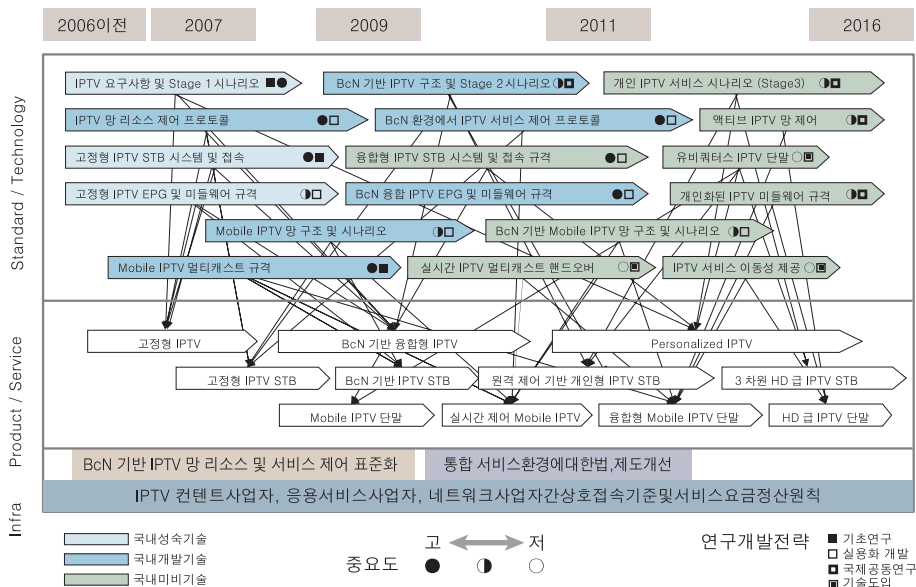 2006이전
2007
2009
2011
2016
Standard / Technology
IPTV 요구사항 및 Stage 1 시나리오
BcN 기반 IPTV 구조 및 Stage 2 시나리오
개인 IPTV 서비스 시나리오 (Stage3)
IPTV 망 리소스 제어 프로토콜
BcN 환경에서 IPTV 서비스 제어 프로토콜
액티브 IPTV 망 제어
고정형 IPTV STB 시스템 및 접속
융합형 IPTV STB 시스템 및 접속 규격
유비쿼터스 IPTV 단말
고정형 IPTV EPG 및 미들웨어 규격
BcN 융합 IPTV EPG 및 미들웨어 규격
개인화된 IPTV 미들웨어 규격
Mobile IPTV 망 구조 및 시나리오
BcN 기반 Mobile IPTV 망 구조 및 시나리오
Mobile IPTV 멀티캐스트 규격
실시간 IPTV 멀티캐스트 핸드오버
IPTV 서비스 이동성 제공
Product / Service
고정형 IPTV
BcN 기반 융합형 IPTV
Personalized IPTV
고정형 IPTV STB
BcN 기반 IPTV STB
원격 제어 기반 개인형 IPTV STB
3 차원 HD 급 IPTV STB
Mobile IPTV 단말
실시간 제어 Mobile IPTV
융합형 Mobile IPTV 단말
HD 급 IPTV 단말
Infra
BcN 기반 IPTV 망 리소스 및 서비스 제어 표준화
통합 서비스환경에대한법,제도개선
IPTV 컨텐트사업자, 응용서비스사업자, 네트워크사업자간상호접속기준및서비스요금정산원칙
국내성숙기술
국내개발기술
국내미비기술
중요도
고
저
연구개발전략
기초연구
실용화 개발
국제공동연구
기술도입